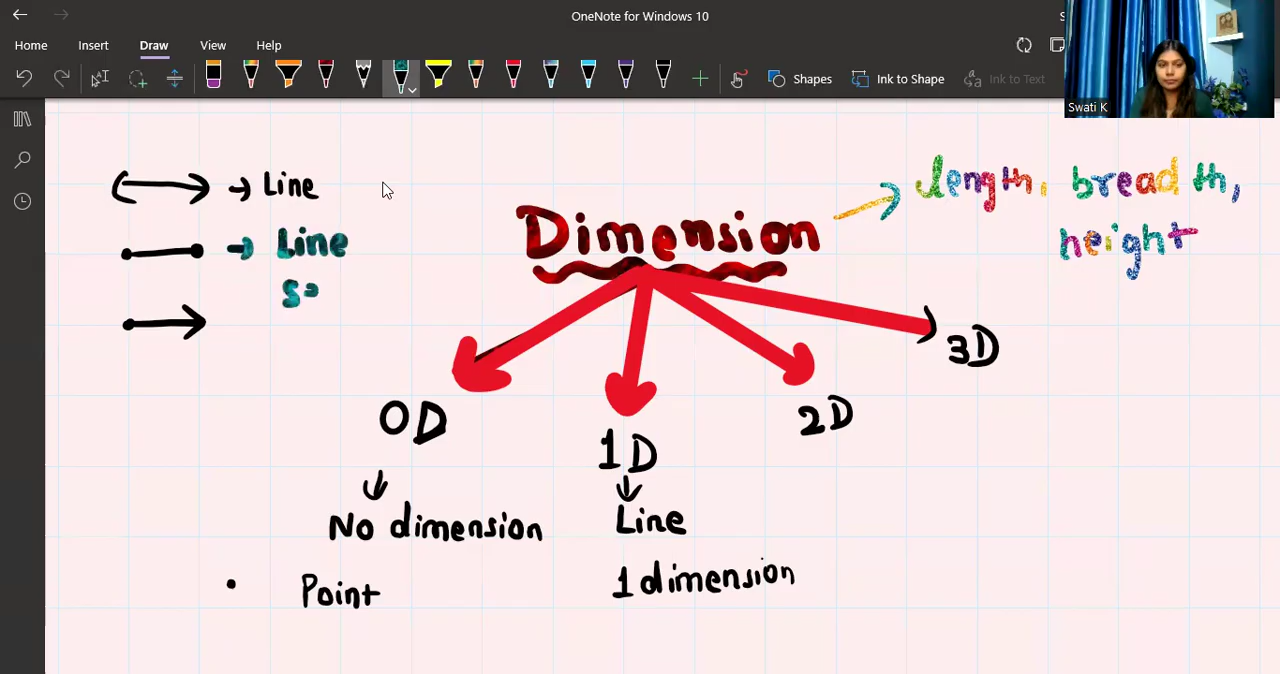 OneNote for Windows 10
Home Insert Draw View Help
Shapes Ink to Shape Ink to Text
Swati K
→ Line
→ Line
Dimension
length, breadth,
height
0D
1D
2D
3D
No dimension
Point
Line
1 dimension